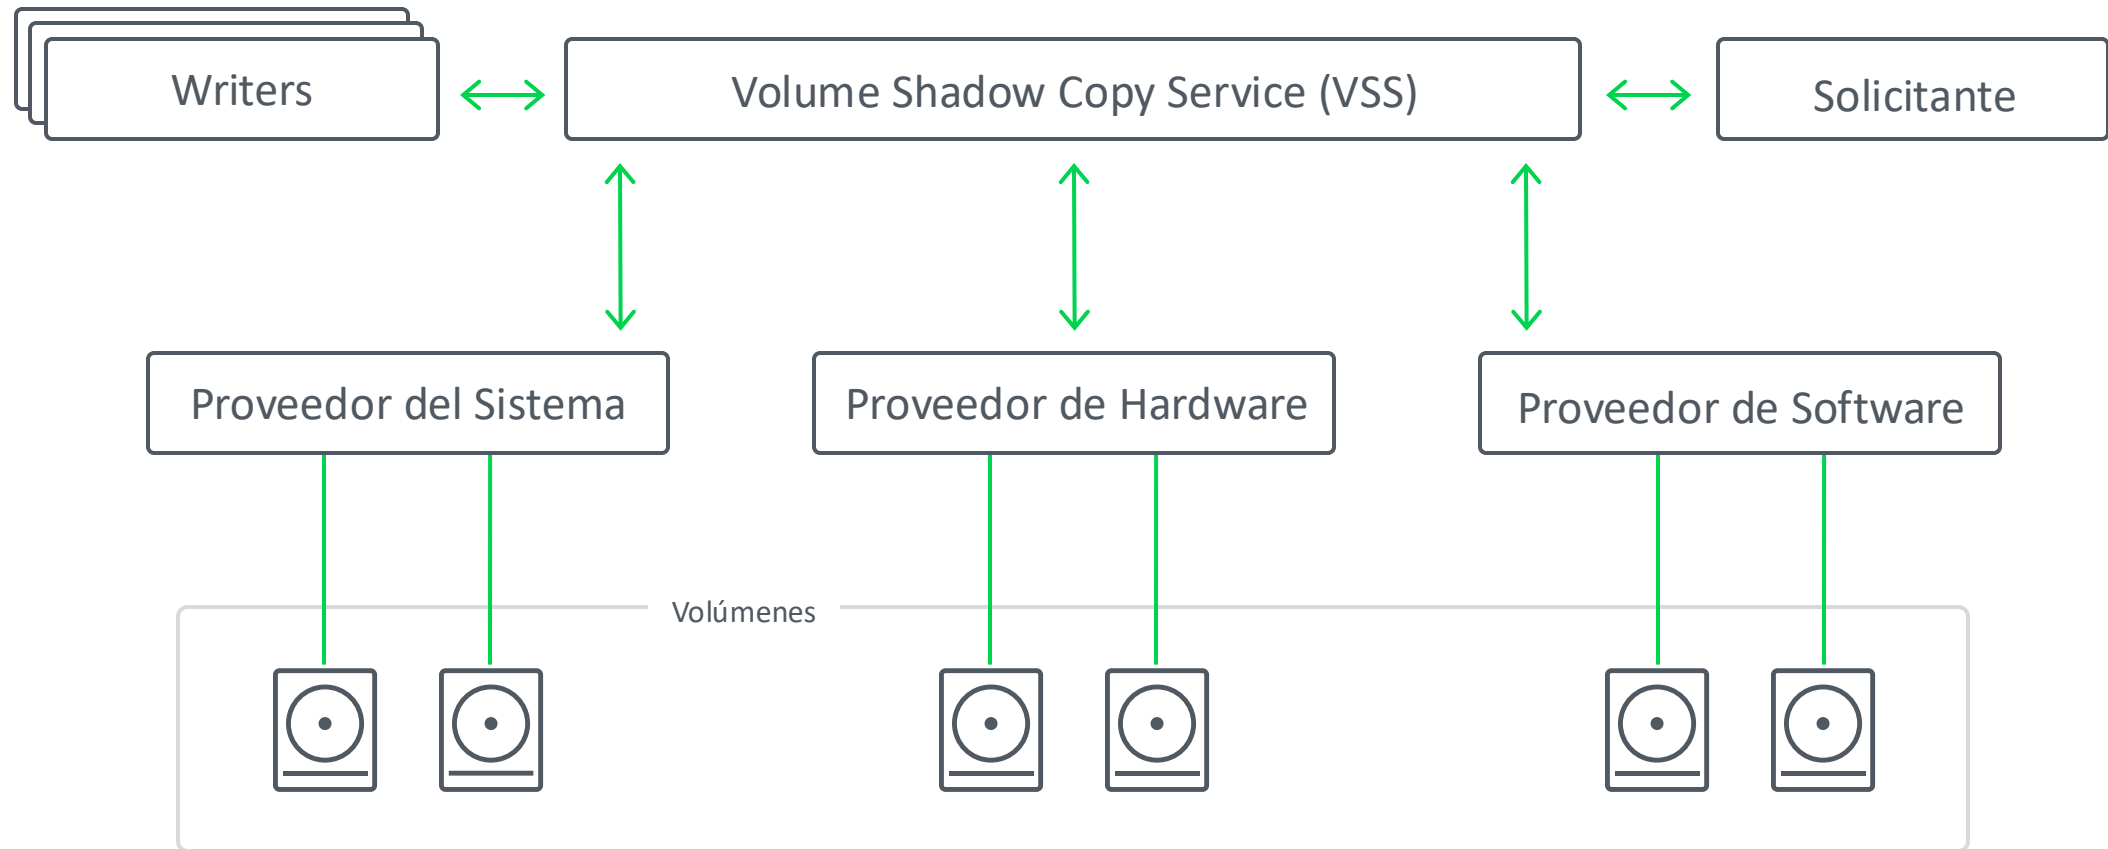 Writers
Volume Shadow Copy Service (VSS)
Solicitante
Proveedor del Sistema
Proveedor de Hardware
Proveedor de Software
Volúmenes